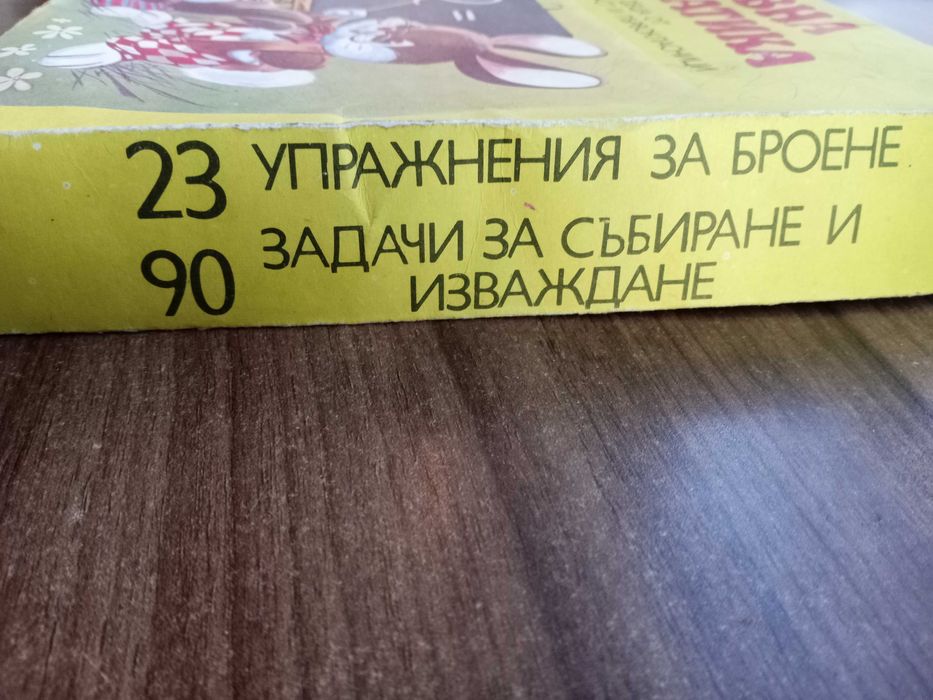 23 УПРАЖНЕНИЯ ЗА БРОЕНЕ
90 ЗАДАЧИ ЗА СЪБИРАНЕ И
ИЗВАЖДАНЕ